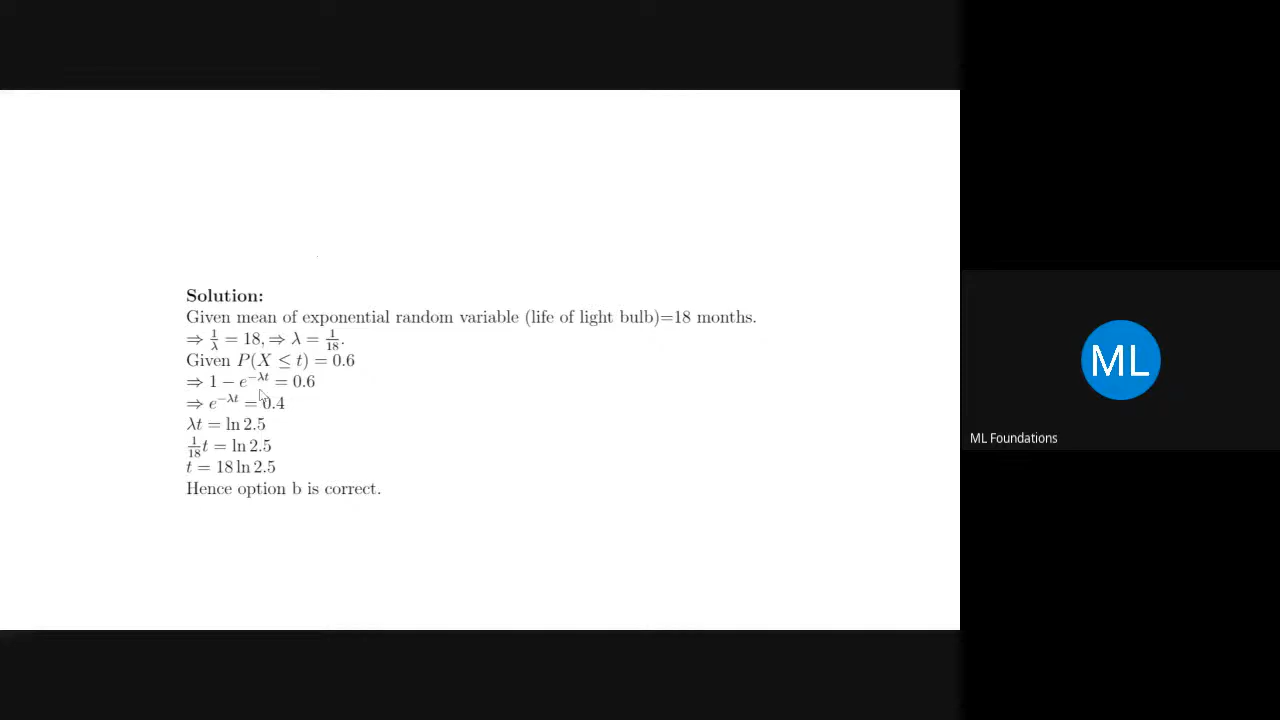 Solution:
Given mean of exponential random variable (life of light bulb)=18 months.
⇒ 1/λ = 18, ⇒ λ = 1/18.
Given P(X ≤ t) = 0.6
⇒ 1 − e^{−λt} = 0.6
⇒ e^{−λt} = 0.4
λt = ln 2.5
1/18 t = ln 2.5
t = 18 ln 2.5
Hence option b is correct.
ML
ML Foundations